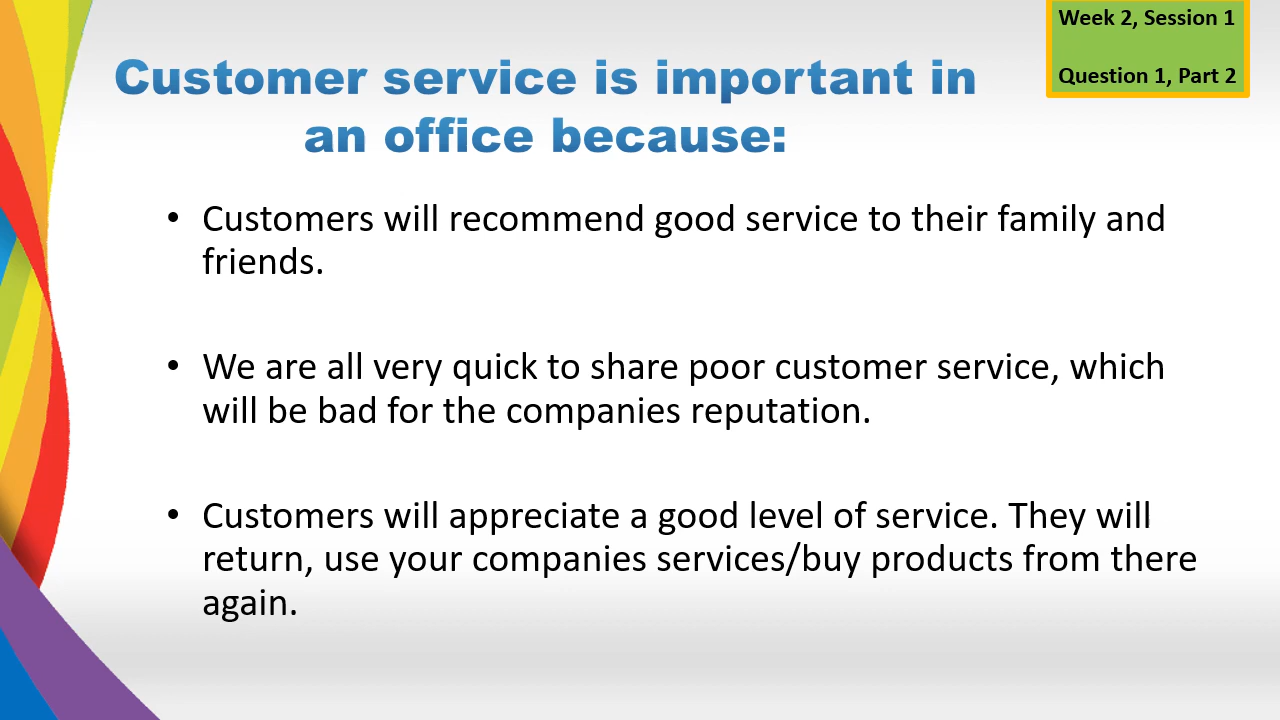 Week 2, Session 1
Question 1, Part 2
Customer service is important in
an office because:
• Customers will recommend good service to their family and
friends.
• We are all very quick to share poor customer service, which
will be bad for the companies reputation.
• Customers will appreciate a good level of service. They will
return, use your companies services/buy products from there
again.